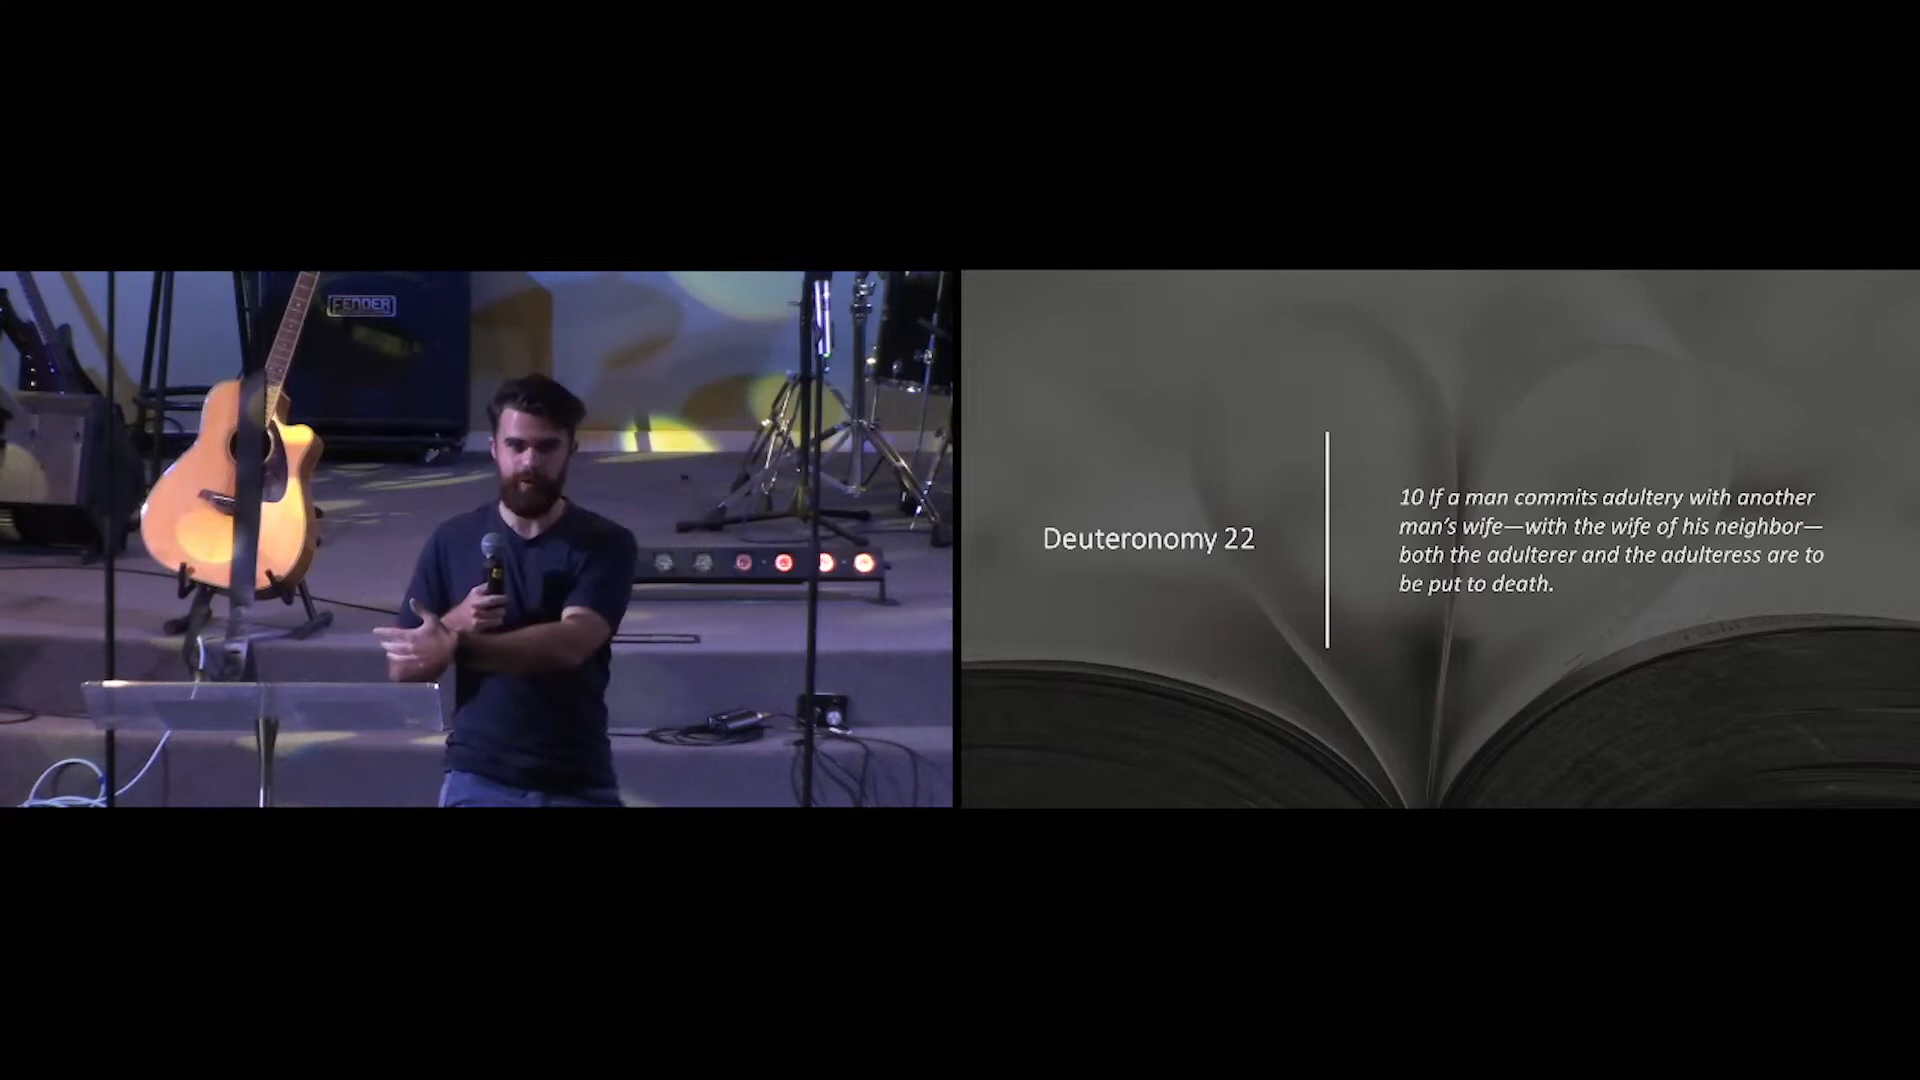 FENDER
Deuteronomy 22
10 If a man commits adultery with another
man's wife—with the wife of his neighbor—
both the adulterer and the adulteress are to
be put to death.